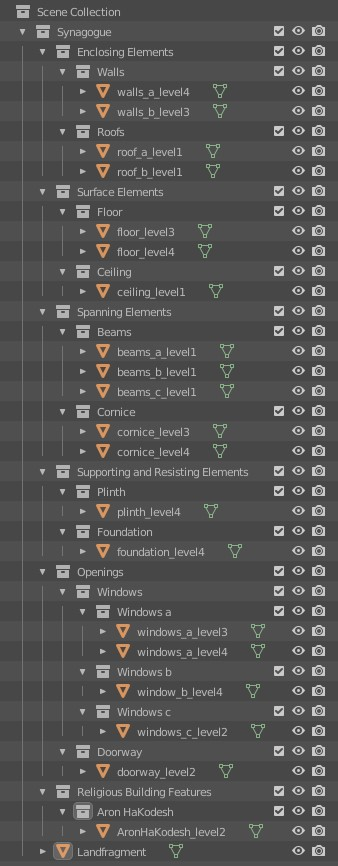 Scene Collection
Synagogue
Enclosing Elements
Walls
walls_a_level4
walls_b_level3
Roofs
roof_a_level1
roof_b_level1
Surface Elements
Floor
floor_level3
floor_level4
Ceiling
ceiling_level1
Spanning Elements
Beams
beams_a_level1
beams_b_level1
beams_c_level1
Cornice
cornice_level3
cornice_level4
Supporting and Resisting Elements
Plinth
plinth_level4
Foundation
foundation_level4
Openings
Windows
Windows a
windows_a_level3
windows_a_level4
Windows b
window_b_level4
Windows c
windows_c_level2
Doorway
doorway_level2
Religious Building Features
Aron HaKodesh
AronHaKodesh_level2
Landfragment